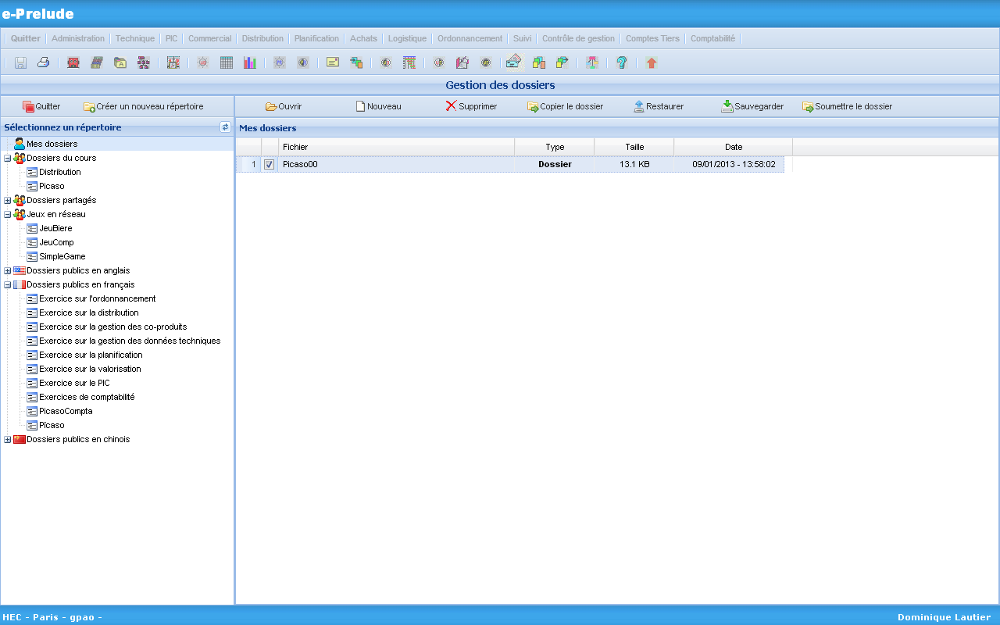 e-Prelude
Quitter Administration Technique PIC Commercial Distribution Planification Achats Logistique Ordonnancement Suivi Contrôle de gestion Comptes Tiers Comptabilité
Gestion des dossiers
Quitter Créer un nouveau répertoire Ouvrir Nouveau Supprimer Copier le dossier Restaurer Sauvegarder Soumettre le dossier
Sélectionnez un répertoire
Mes dossiers
Dossiers du cours
Distribution
Picaso
Dossiers partagés
Jeux en réseau
JeuBiere
JeuComp
SimpleGame
Dossiers publics en anglais
Dossiers publics en français
Exercice sur l'ordonnancement
Exercice sur la distribution
Exercice sur la gestion des co-produits
Exercice sur la gestion des données techniques
Exercice sur la planification
Exercice sur la valorisation
Exercice sur le PIC
Exercices de comptabilité
PicasoCompta
Pïcaso
Dossiers publics en chinois
Mes dossiers
Fichier Type Taille Date
1 Picaso00 Dossier 13.1 KB 09/01/2013 - 13:58:02
HEC - Paris - gpao -
Dominique Lautier